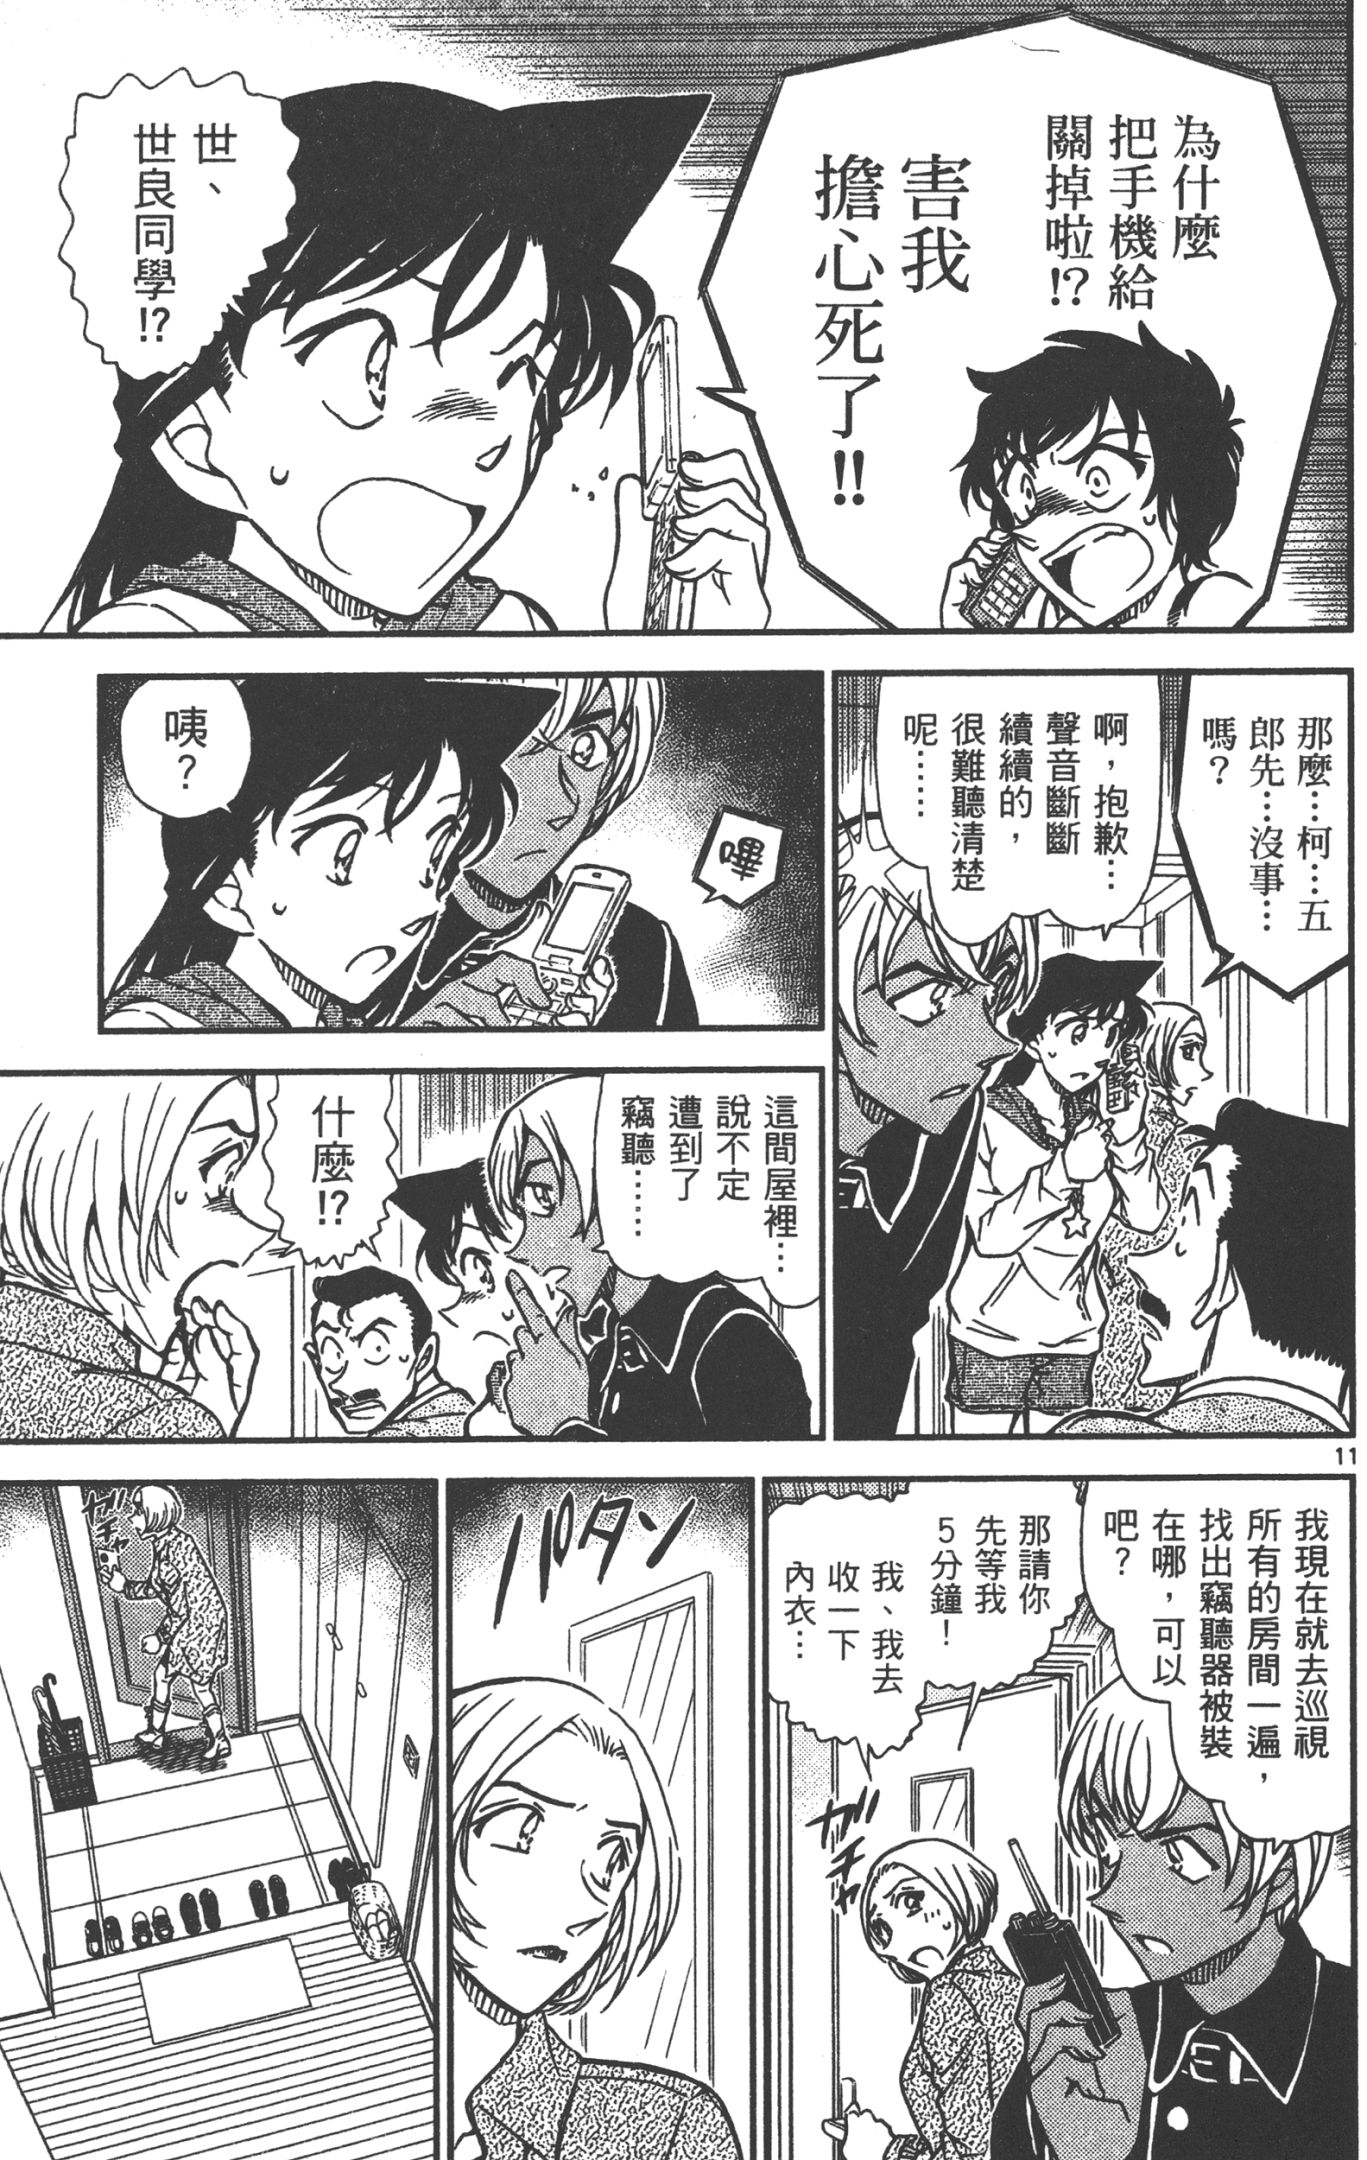 為什麼
把手機給
關掉啦!?
害我
擔心死了!!
世、
世良同學!?
那麼…柯…五
郎先…沒事…
嗎？
啊，抱歉…
聲音斷斷
續續的，
很難聽清楚
呢……
嗶
咦？
這間屋裡…
說不定
遭到了
竊聽……
什麼!?
11
我現在就去巡視
所有的房間一遍，
找出竊聽器被裝
在哪，可以
吧？
那請你
先等我
5分鐘！
我、我去
收一下
內衣…
ガチャ
パタン
ガチャ